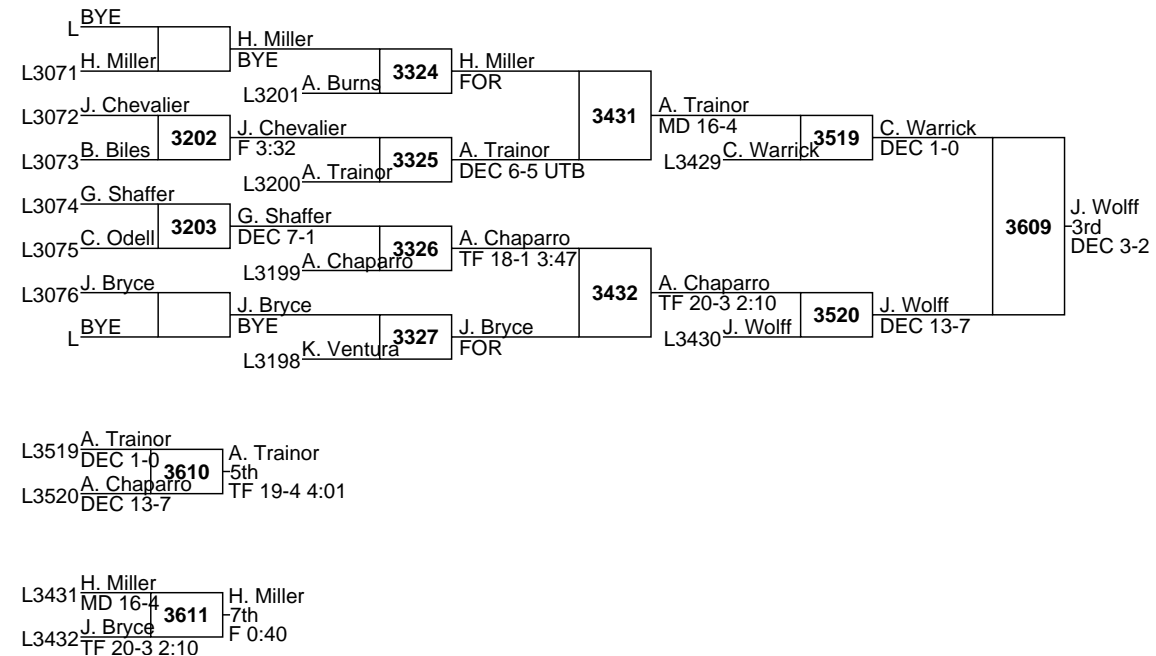 L BYE
L3071 H. Miller
H. Miller
BYE
L3201 A. Burns
3324
H. Miller
FOR
L3072 J. Chevalier
L3073 B. Biles
3202
J. Chevalier
F 3:32
L3200 A. Trainor
3325
A. Trainor
DEC 6-5 UTB
3431
A. Trainor
MD 16-4
L3429 C. Warrick
3519
C. Warrick
DEC 1-0
L3074 G. Shaffer
L3075 C. Odell
3203
G. Shaffer
DEC 7-1
L3199 A. Chaparro
3326
A. Chaparro
TF 18-1 3:47
L3076 J. Bryce
L BYE
J. Bryce
BYE
L3198 K. Ventura
3327
J. Bryce
FOR
3432
A. Chaparro
TF 20-3 2:10
L3430 J. Wolff
3520
J. Wolff
DEC 13-7
3609
J. Wolff
3rd
DEC 3-2
L3519 A. Trainor
DEC 1-0
L3520 A. Chaparro
DEC 13-7
3610
A. Trainor
5th
TF 19-4 4:01
L3431 H. Miller
MD 16-4
L3432 J. Bryce
TF 20-3 2:10
3611
H. Miller
7th
F 0:40